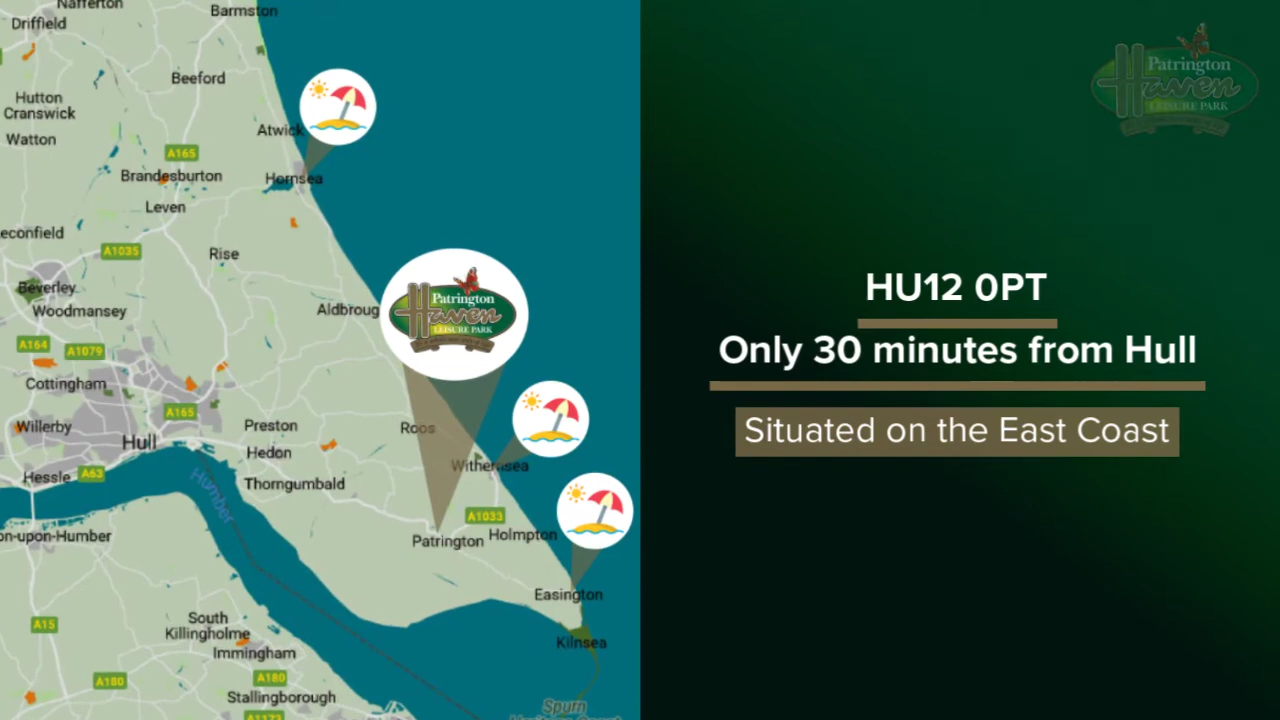 Nafferton
Driffield
Barmston
Beeford
Hutton
Cranswick
Watton
Atwick
A165
Brandesburton
Hornsea
Leven
econfield
A1035
Rise
Beverley
Woodmansey
Aldbroug
Patrington
Haven
LEISURE PARK
A164
A1079
Cottingham
A165
Willerby
Hull
Preston
Roos
Hedon
Withernsea
Hessle
A63
Thorngumbald
Humber
A1033
on-upon-Humber
Patrington
Holmpton
Easington
A15
South
Killingholme
Kilnsea
Immingham
A180
A180
Stallingborough
Spurn
A1173
Patrington
Haven
LEISURE PARK
HU12 0PT
Only 30 minutes from Hull
Situated on the East Coast